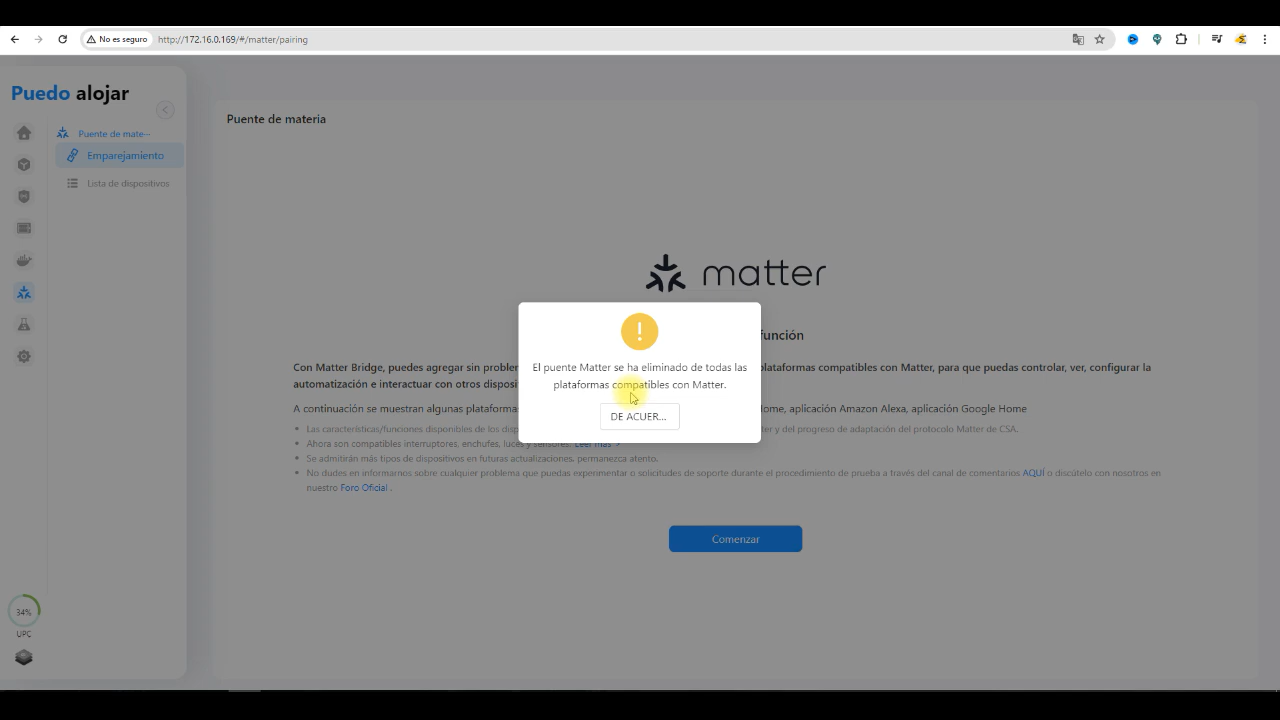 No es seguro
http://172.16.0.169/#/matter/pairing
Puedo alojar
Puente de mate--
Emparejamiento
Lista de dispositivos
34%
UPC
Puente de materia
matter
función
Con Matter Bridge, puedes agregar sin proble
plataformas compatibles con Matter, para que puedas controlar, ver, configurar la
automatización e interactuar con otros disposi
A continuación se muestran algunas plataforma
ome, aplicación Amazon Alexa, aplicación Google Home
Las características/funciones disponibles de los disp
ter y del progreso de adaptación del protocolo Matter de CSA.
Ahora son compatibles interruptores, enchufes, luces y sensores. Leer más >
Se admitirán más tipos de dispositivos en futuras actualizaciones, permanezca atento.
No dudes en informarnos sobre cualquier problema que puedas experimentar o solicitudes de soporte durante el procedimiento de prueba a través del canal de comentarios AQUÍ o discútelo con nosotros en
nuestro Foro Oficial .
Comenzar
El puente Matter se ha eliminado de todas las
plataformas compatibles con Matter.
DE ACUER...